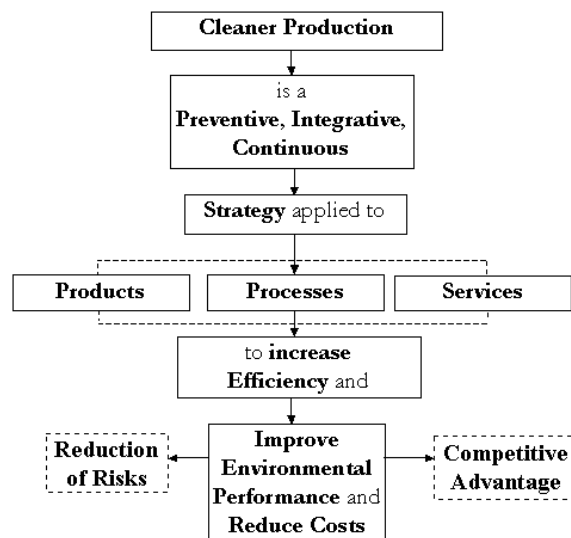 Cleaner Production
is a
Preventive, Integrative,
Continuous
Strategy applied to
Products
Processes
Services
to increase
Efficiency and
Reduction
of Risks
Improve
Environmental
Performance and
Reduce Costs
Competitive
Advantage